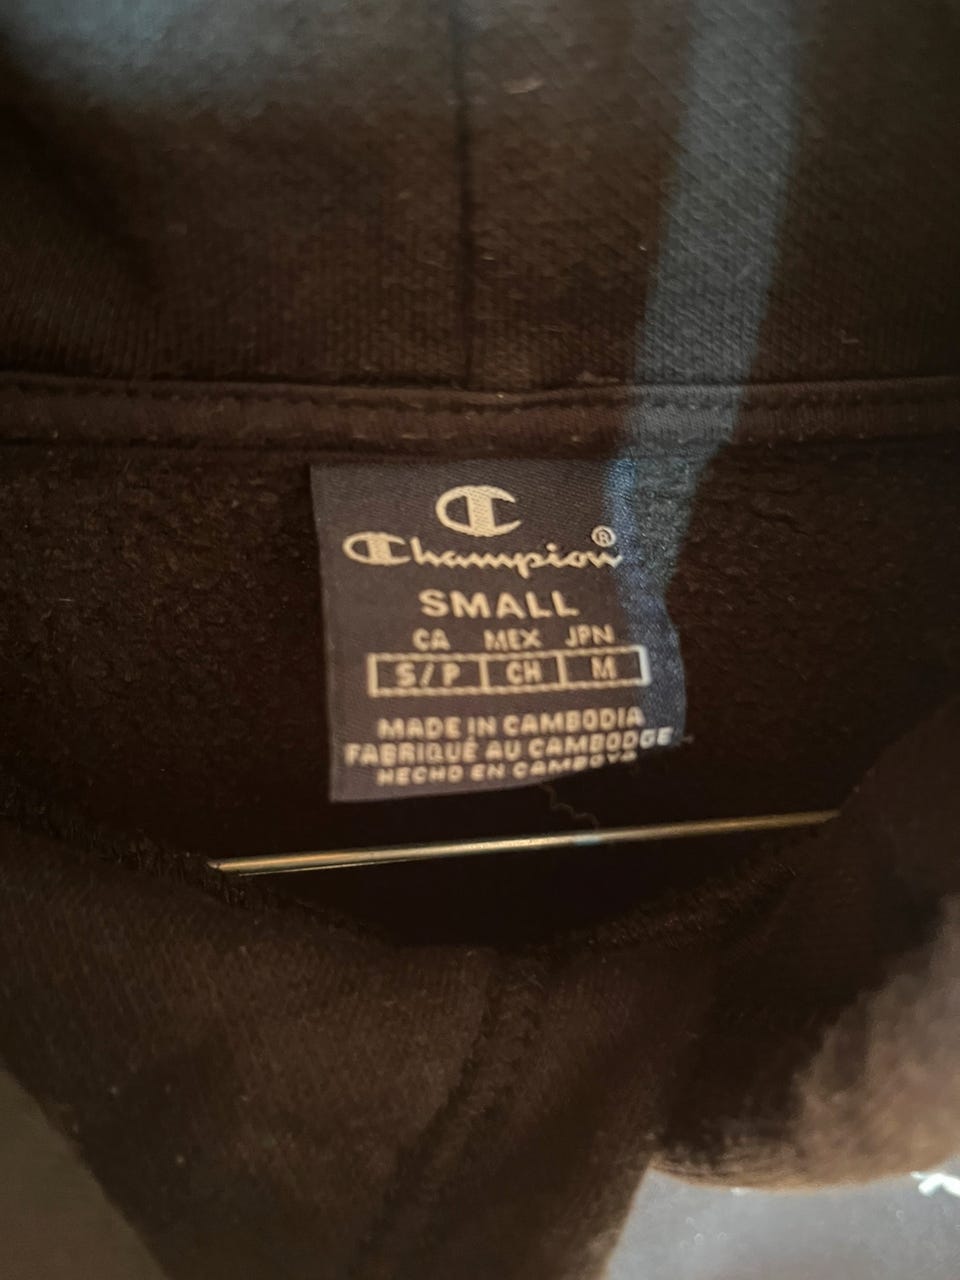 Champion®
SMALL
CA MEX JPN
S/P CH M
MADE IN CAMBODIA
FABRIQUÉ AU CAMBODGE
HECHO EN CAMBOYA